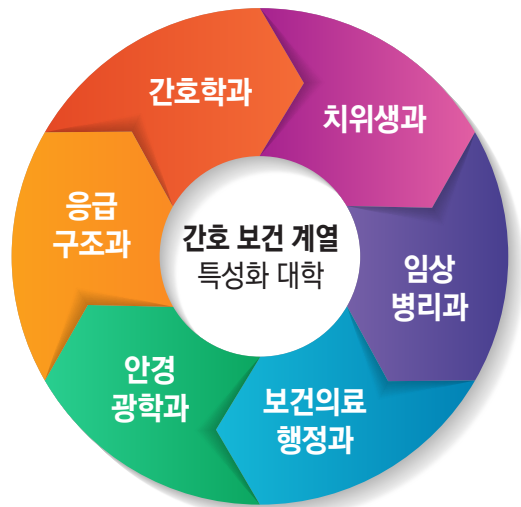 간호학과
치위생과
임상
병리과
보건의료
행정과
안경
광학과
응급
구조과
간호 보건 계열
특성화 대학